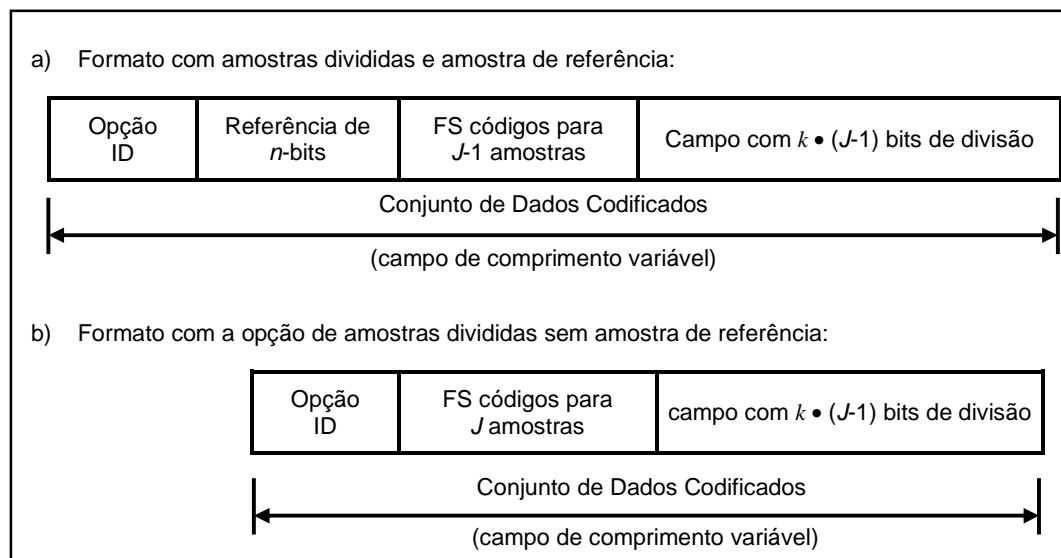 a) Formato com amostras divididas e amostra de referência:
Opção
ID
Referência de
n-bits
FS códigos para
J-1 amostras
Campo com k • (J-1) bits de divisão
Conjunto de Dados Codificados
(campo de comprimento variável)
b) Formato com a opção de amostras divididas sem amostra de referência:
Opção
ID
FS códigos para
J amostras
campo com k • (J-1) bits de divisão
Conjunto de Dados Codificados
(campo de comprimento variável)